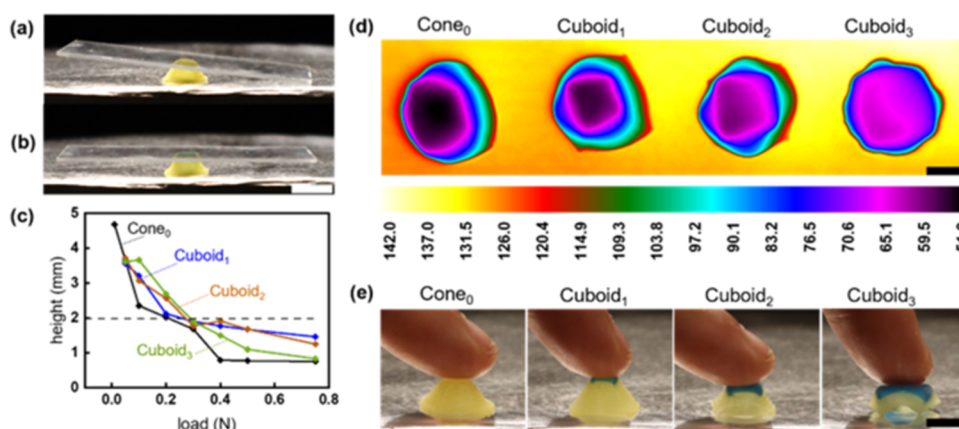 (a)
(b)
(c)
5
4
3
2
1
0
height (mm)
0.0 0.2 0.4 0.6 0.8
load (N)
Cone₀
Cuboid₁
Cuboid₂
Cuboid₃
(d)
Cone₀ Cuboid₁ Cuboid₂ Cuboid₃
142.0 137.0 131.5 126.0 120.4 114.9 109.3 103.8 97.2 90.1 83.2 76.5 70.6 65.1 59.5
(e)
Cone₀ Cuboid₁ Cuboid₂ Cuboid₃